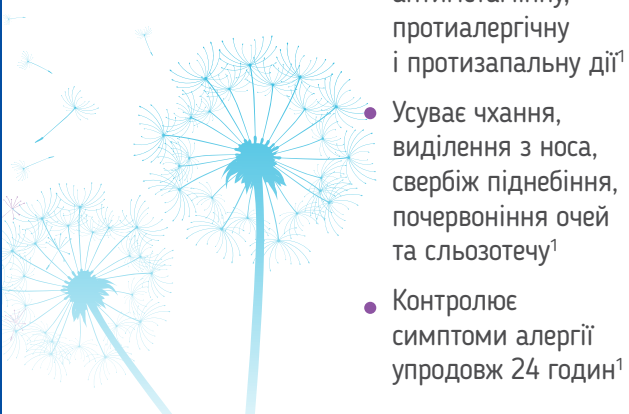 протиалергічну
і протизапальну дії¹
• Усуває чхання,
виділення з носа,
свербіж піднебіння,
почервоніння очей
та сльозотечу¹
• Контролює
симптоми алергії
упродовж 24 годин¹